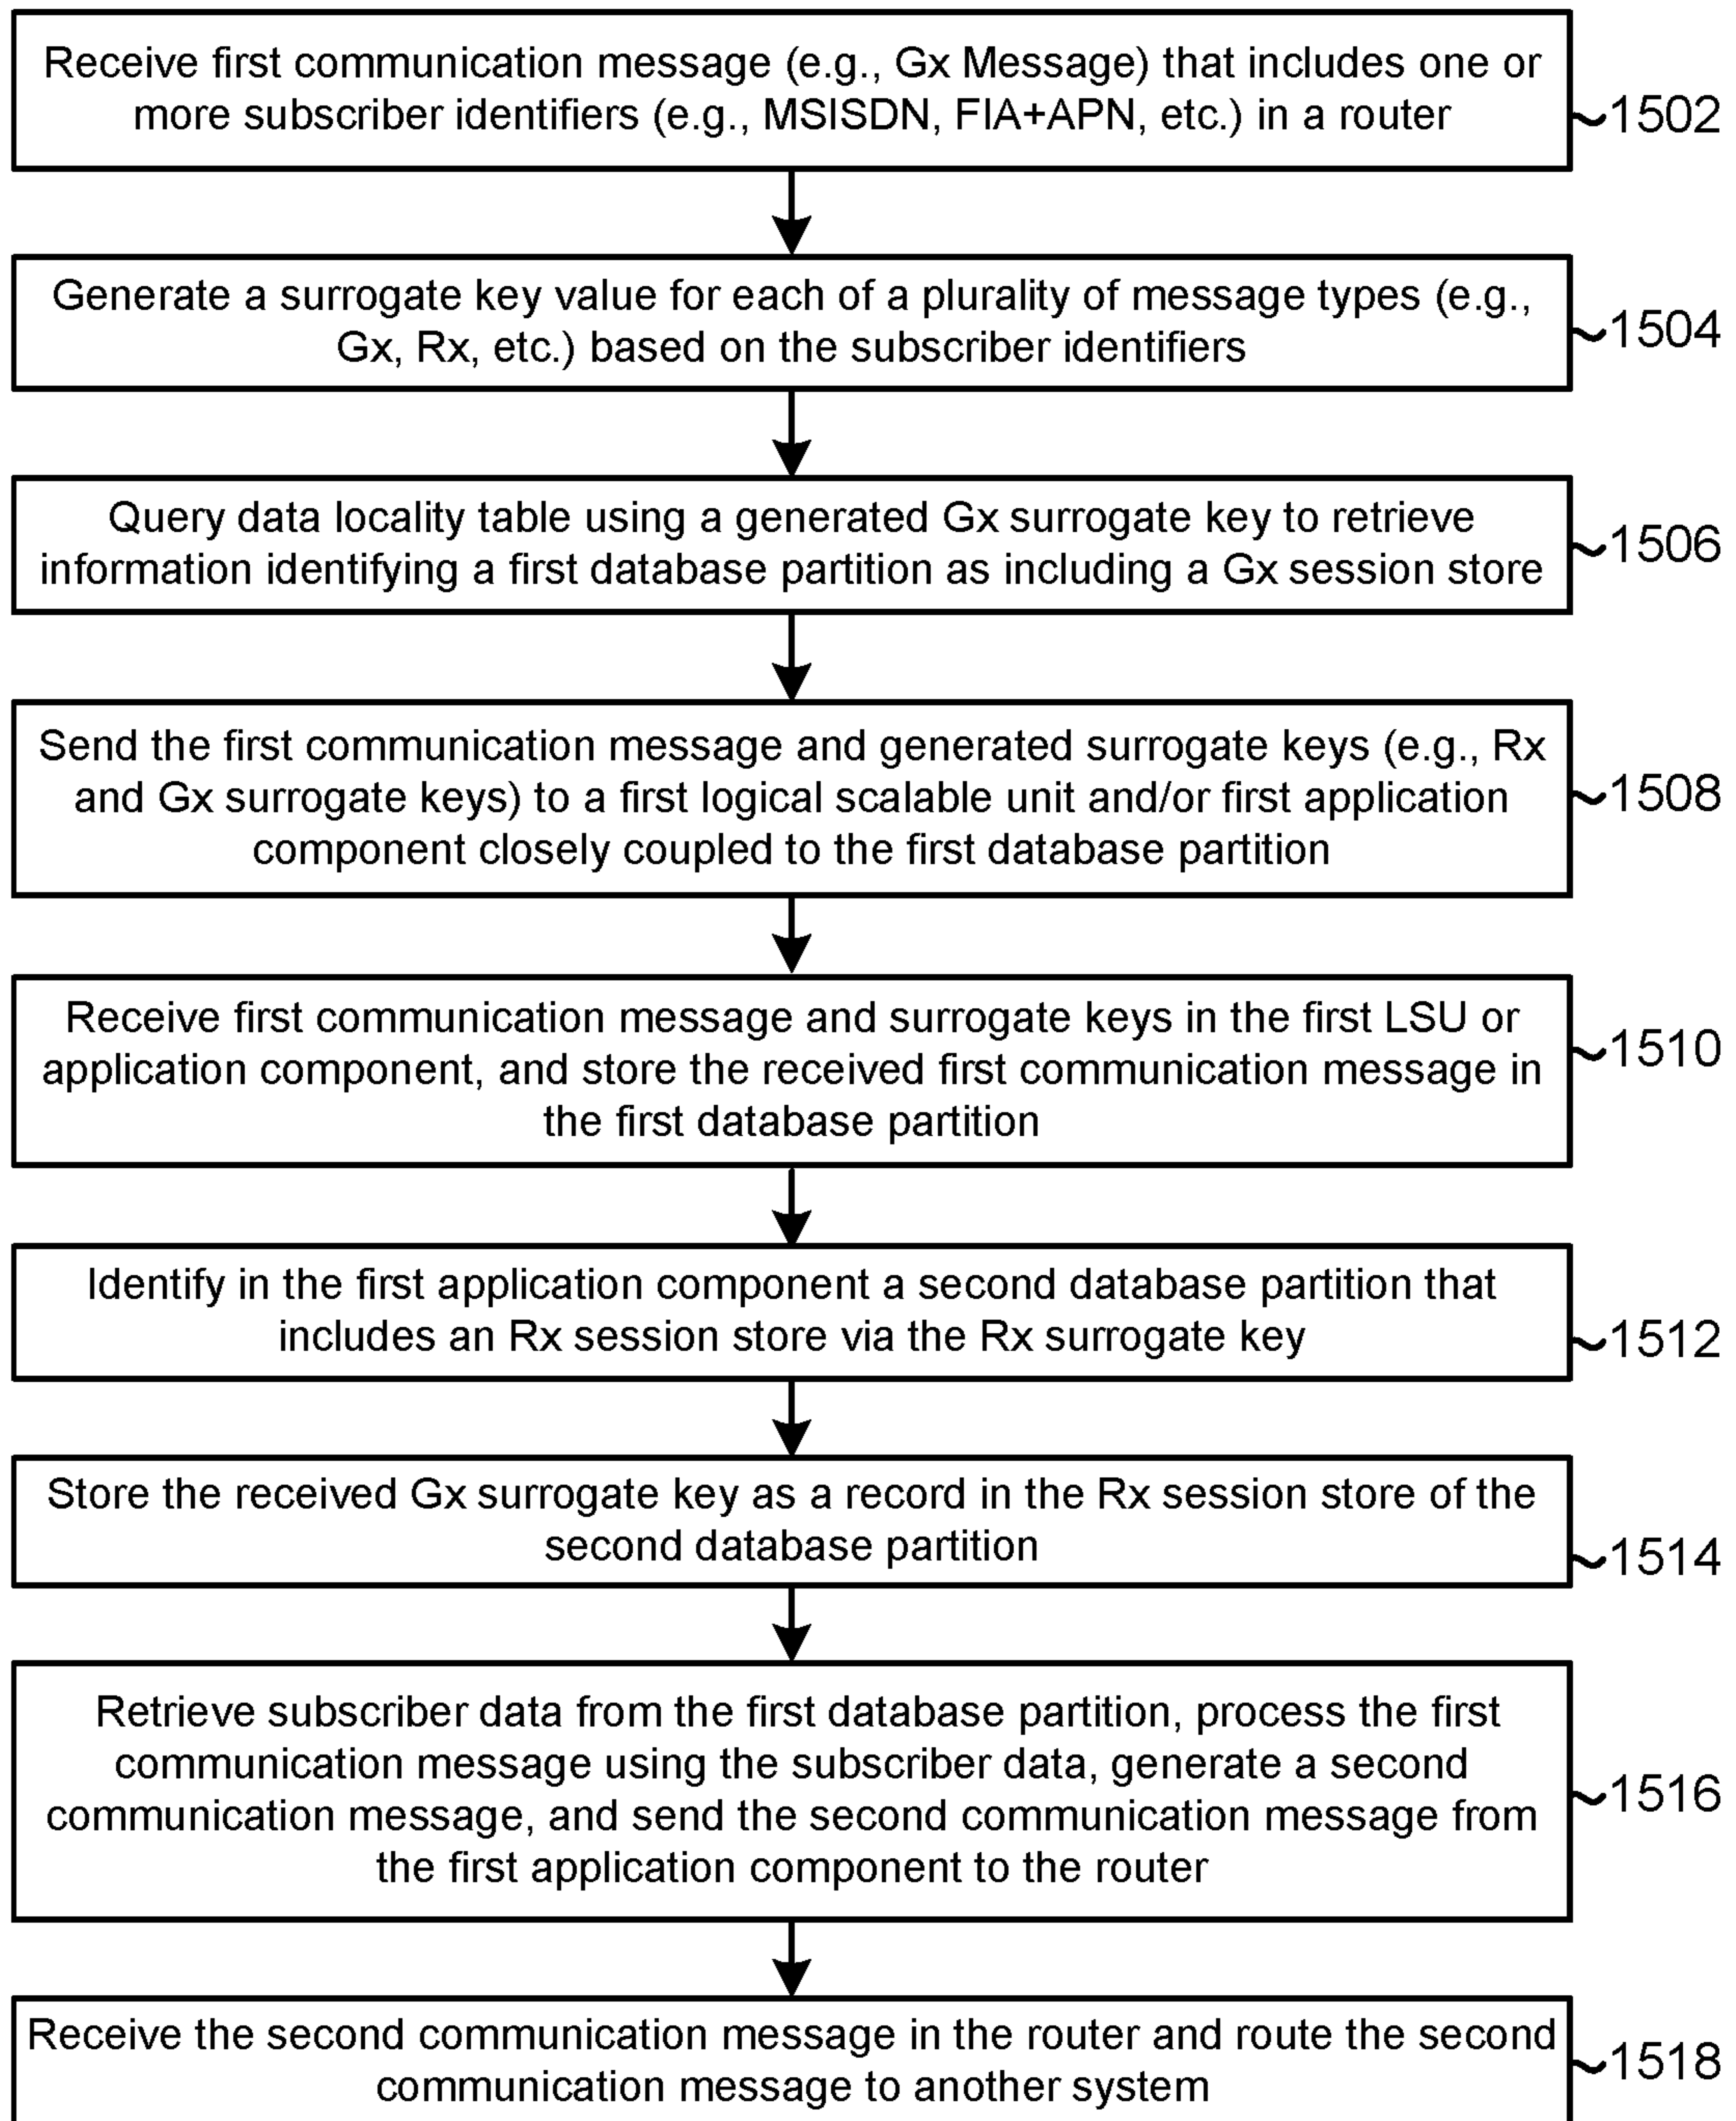 Receive first communication message (e.g., Gx Message) that includes one or
more subscriber identifiers (e.g., MSISDN, FIA+APN, etc.) in a router
1502
Generate a surrogate key value for each of a plurality of message types (e.g.,
Gx, Rx, etc.) based on the subscriber identifiers
1504
Query data locality table using a generated Gx surrogate key to retrieve
information identifying a first database partition as including a Gx session store
1506
Send the first communication message and generated surrogate keys (e.g., Rx
and Gx surrogate keys) to a first logical scalable unit and/or first application
component closely coupled to the first database partition
1508
Receive first communication message and surrogate keys in the first LSU or
application component, and store the received first communication message in
the first database partition
1510
Identify in the first application component a second database partition that
includes an Rx session store via the Rx surrogate key
1512
Store the received Gx surrogate key as a record in the Rx session store of the
second database partition
1514
Retrieve subscriber data from the first database partition, process the first
communication message using the subscriber data, generate a second
communication message, and send the second communication message from
the first application component to the router
1516
Receive the second communication message in the router and route the second
communication message to another system
1518